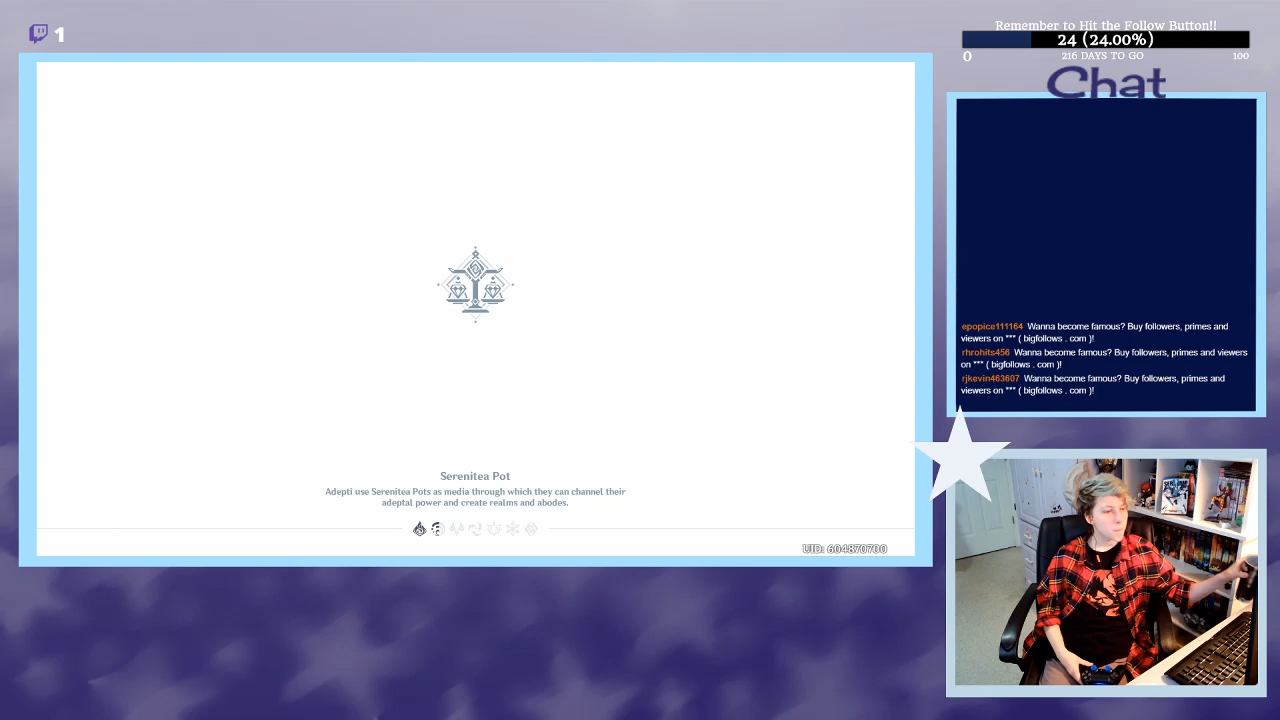 1
Remember to Hit the Follow Button!!
24 (24.00%)
0
216 DAYS TO GO
100
Chat
epopice111164 Wanna become famous? Buy followers, primes and
viewers on *** ( bigfollows . com )!
rhrohits456 Wanna become famous? Buy followers, primes and viewers
on *** ( bigfollows . com )!
rjkevin463607 Wanna become famous? Buy followers, primes and
viewers on *** ( bigfollows . com )!
Serenitea Pot
Adepti use Serenitea Pots as media through which they can channel their
adeptal power and create realms and abodes.
UID: 604870700